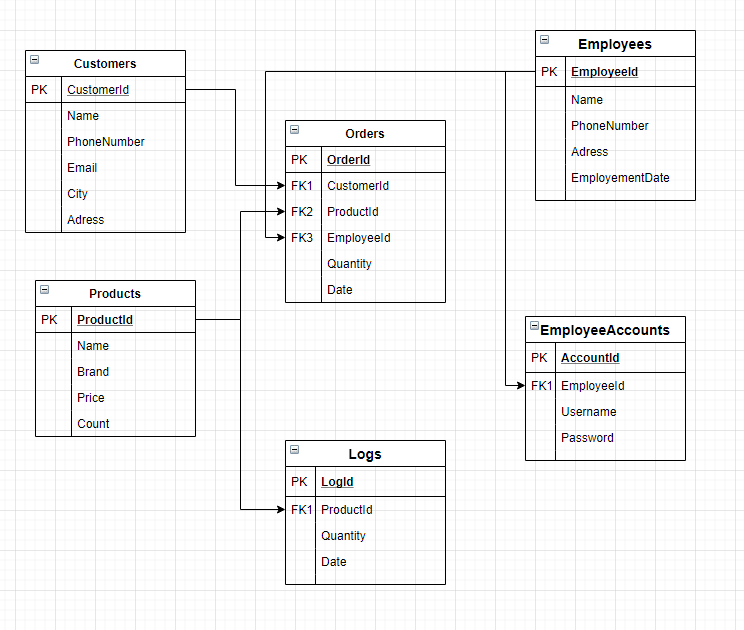 Customers
PK CustomerId
Name
PhoneNumber
Email
City
Adress
Employees
PK EmployeeId
Name
PhoneNumber
Adress
EmployementDate
Orders
PK OrderId
FK1 CustomerId
FK2 ProductId
FK3 EmployeeId
Quantity
Date
Products
PK ProductId
Name
Brand
Price
Count
EmployeeAccounts
PK AccountId
FK1 EmployeeId
Username
Password
Logs
PK LogId
FK1 ProductId
Quantity
Date